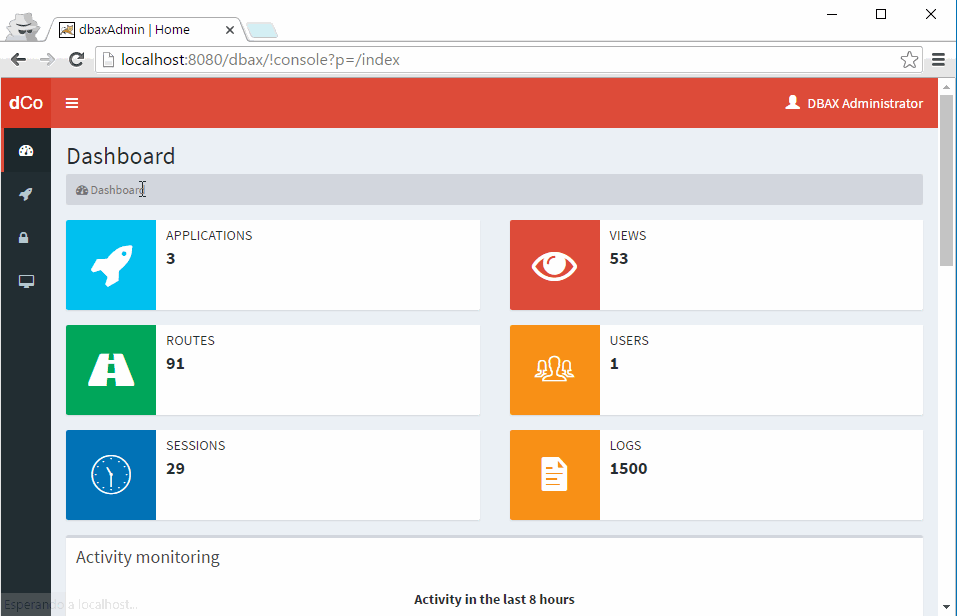 dbaxAdmin | Home
localhost:8080/dbax/!console?p=/index
dCo
DBAX Administrator
Dashboard
Dashboard
APPLICATIONS
3
VIEWS
53
ROUTES
91
USERS
1
SESSIONS
29
LOGS
1500
Activity monitoring
Activity in the last 8 hours
Esperando a localhost...